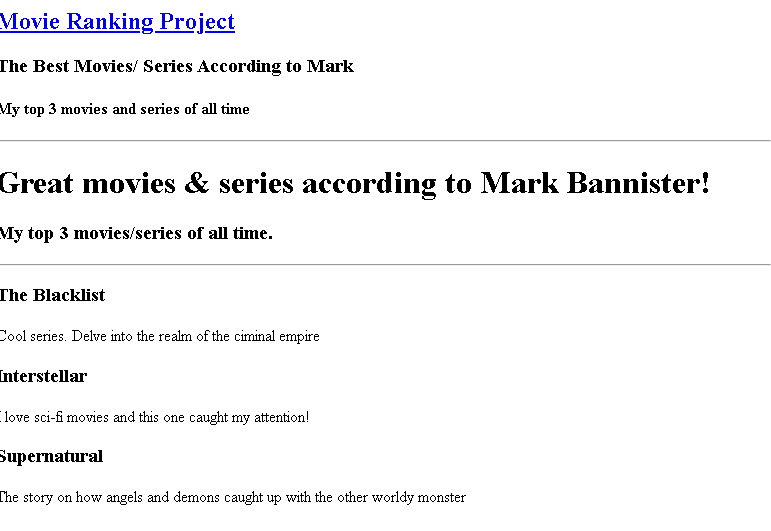 Movie Ranking Project
The Best Movies/ Series According to Mark
My top 3 movies and series of all time
Great movies & series according to Mark Bannister!
My top 3 movies/series of all time.
The Blacklist
Cool series. Delve into the realm of the ciminal empire
Interstellar
I love sci-fi movies and this one caught my attention!
Supernatural
The story on how angels and demons caught up with the other worldy monster